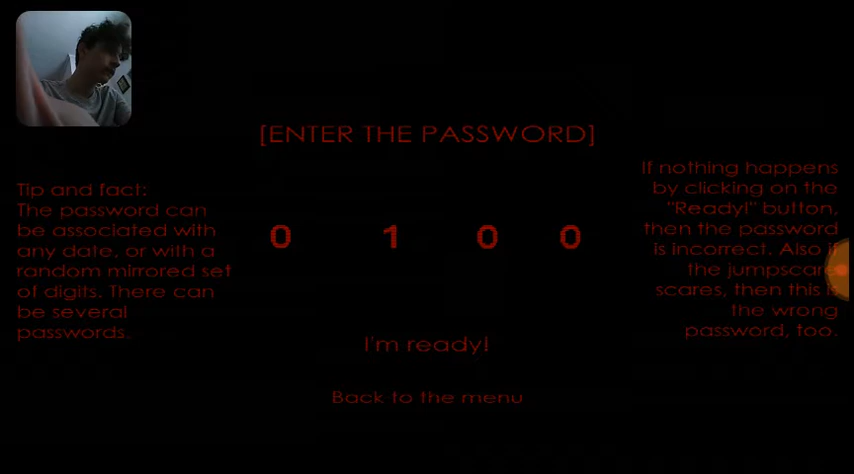 [ENTER THE PASSWORD]
Tip and fact:
The password can
be associated with
any date, or with a
random mirrored set
of digits. There can
be several
passwords.
0 1 0 0
If nothing happens
by clicking on the
"Ready!" button,
then the password
is incorrect. Also if
the jumpscare
scares, then this is
the wrong
password, too.
I'm ready!
Back to the menu